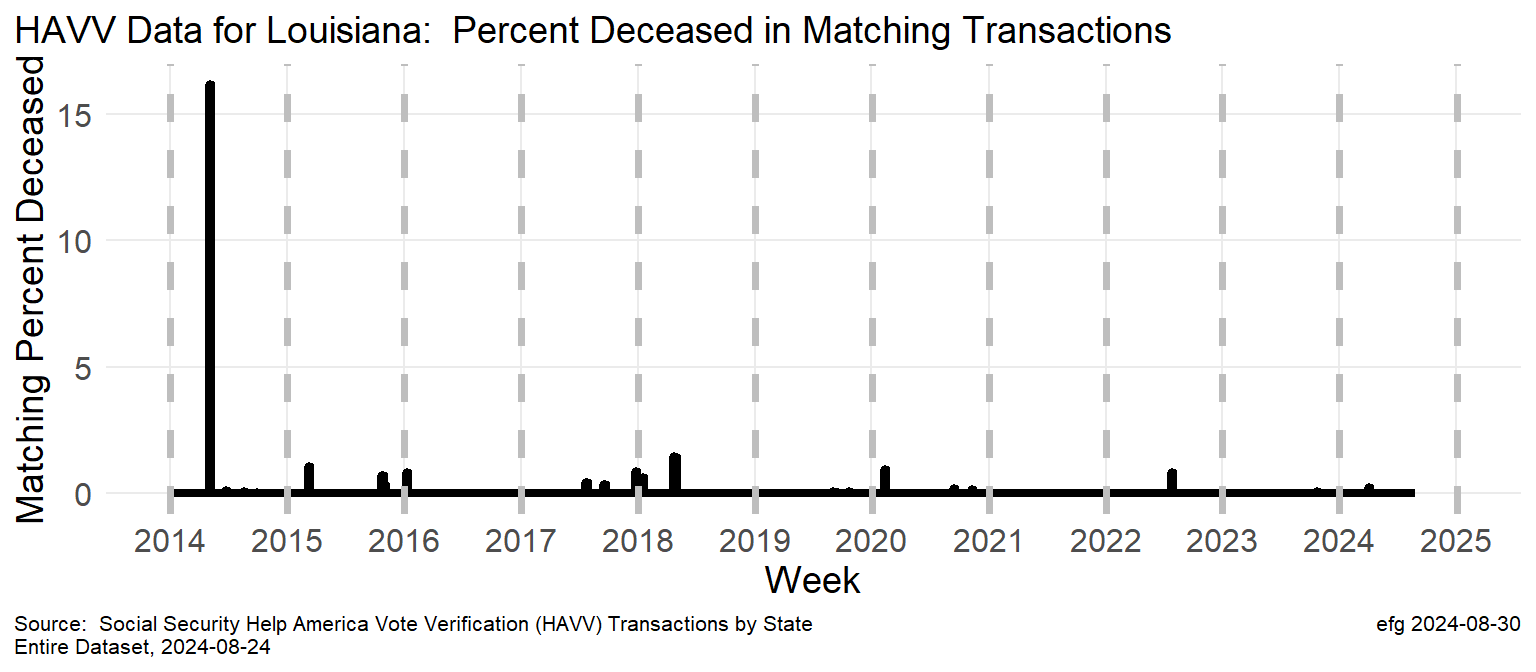 HAVV Data for Louisiana:  Percent Deceased in Matching Transactions
Matching Percent Deceased
15
10
5
0
2014 2015 2016 2017 2018 2019 2020 2021 2022 2023 2024 2025
Week
Source:  Social Security Help America Vote Verification (HAVV) Transactions by State
Entire Dataset, 2024-08-24
efg 2024-08-30